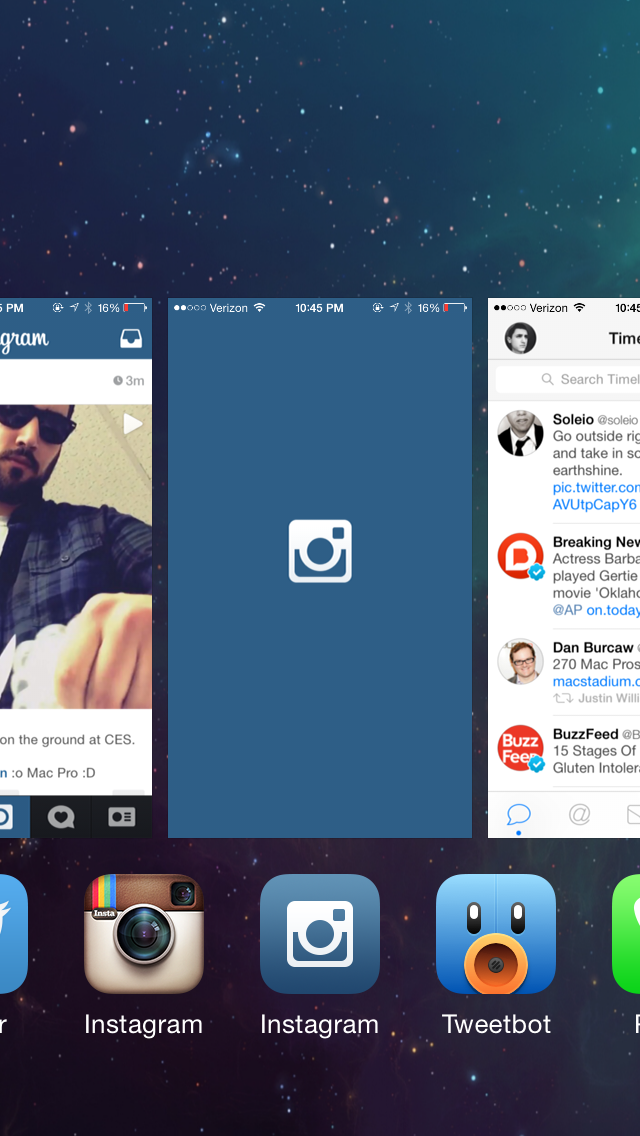 5 PM 16%
gram
3m
on the ground at CES.
n :o Mac Pro :D
Verizon 10:45 PM 16%
Verizon 10:45
Time
Search Timel
Soleio @soleio
Go outside rig
and take in so
earthshine.
pic.twitter.com
AVUtpCapY6
Breaking New
Actress Barba
played Gertie
movie 'Oklaho
@AP on.today
Dan Burcaw
270 Mac Pros
macstadium.c
Justin Willi
Buzz
Feed
BuzzFeed @B
15 Stages Of
Gluten Intolera
Insta
r
Instagram
Instagram
Tweetbot